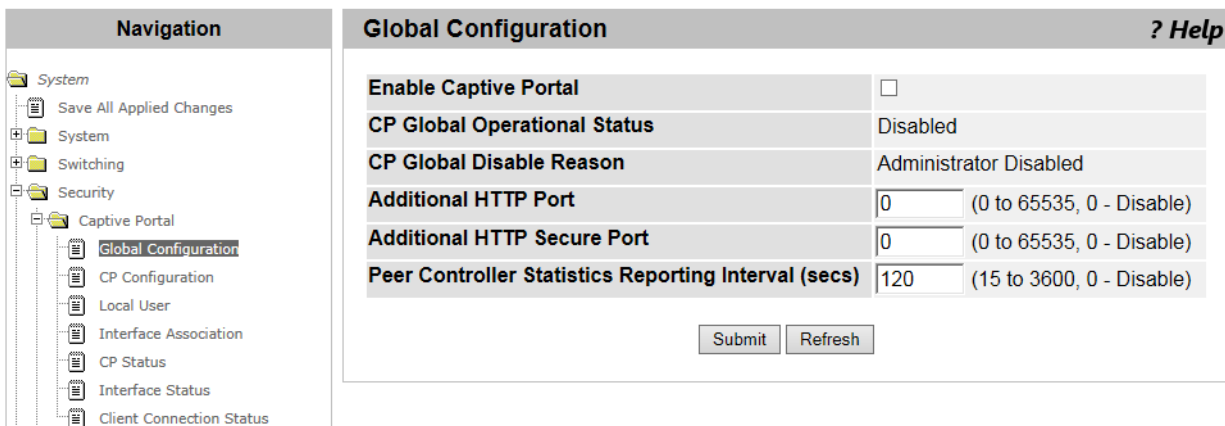 Navigation
System
Save All Applied Changes
System
Switching
Security
Captive Portal
Global Configuration
CP Configuration
Local User
Interface Association
CP Status
Interface Status
Client Connection Status
Global Configuration
? Help
Enable Captive Portal
CP Global Operational Status Disabled
CP Global Disable Reason Administrator Disabled
Additional HTTP Port 0 (0 to 65535, 0 - Disable)
Additional HTTP Secure Port 0 (0 to 65535, 0 - Disable)
Peer Controller Statistics Reporting Interval (secs) 120 (15 to 3600, 0 - Disable)
Submit Refresh